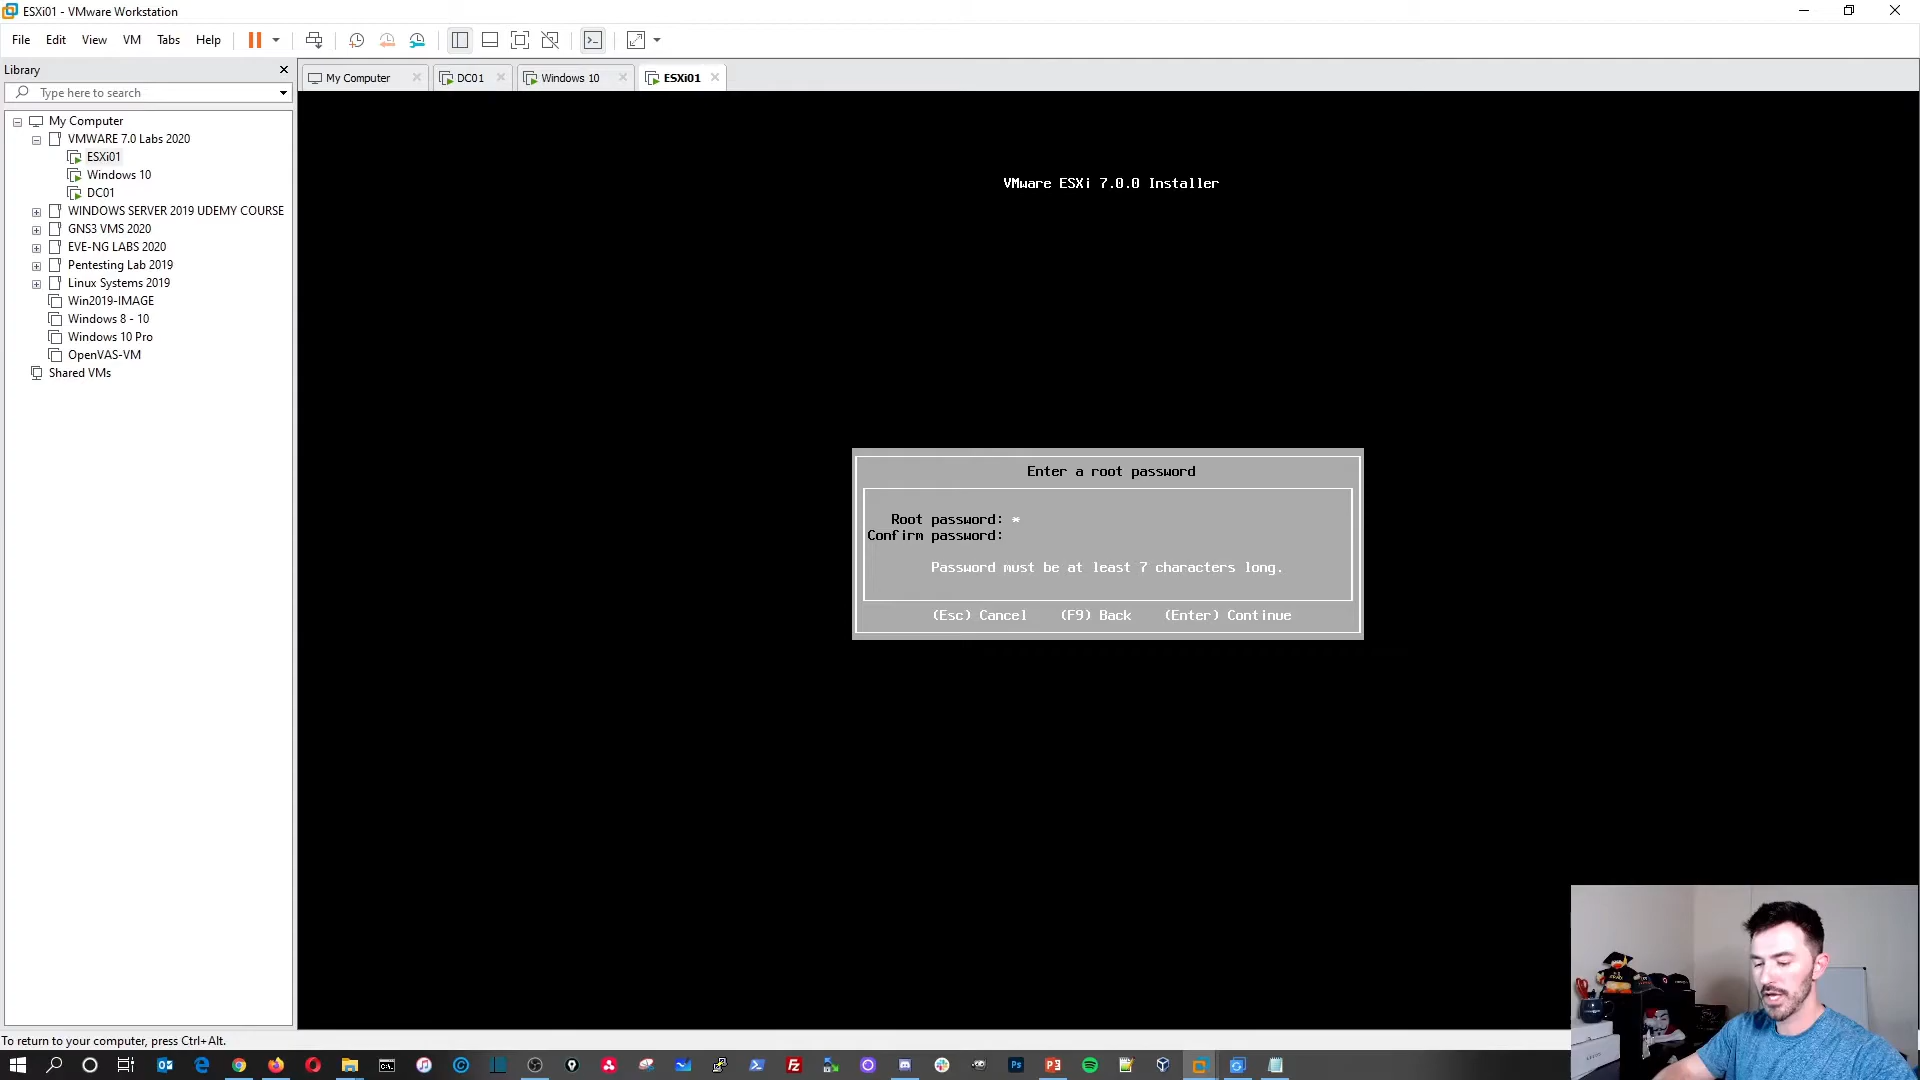 ESXi01 - VMware Workstation
File Edit View VM Tabs Help
Library
Type here to search
My Computer
VMWARE 7.0 Labs 2020
ESXi01
Windows 10
DC01
WINDOWS SERVER 2019 UDEMY COURSE
GNS3 VMS 2020
EVE-NG LABS 2020
Pentesting Lab 2019
Linux Systems 2019
Win2019-IMAGE
Windows 8 - 10
Windows 10 Pro
OpenVAS-VM
Shared VMs
My Computer DC01 Windows 10 ESXi01
VMware ESXi 7.0.0 Installer
Enter a root password
Root password: *
Confirm password:
Password must be at least 7 characters long.
(Esc) Cancel (F9) Back (Enter) Continue
To return to your computer, press Ctrl+Alt.